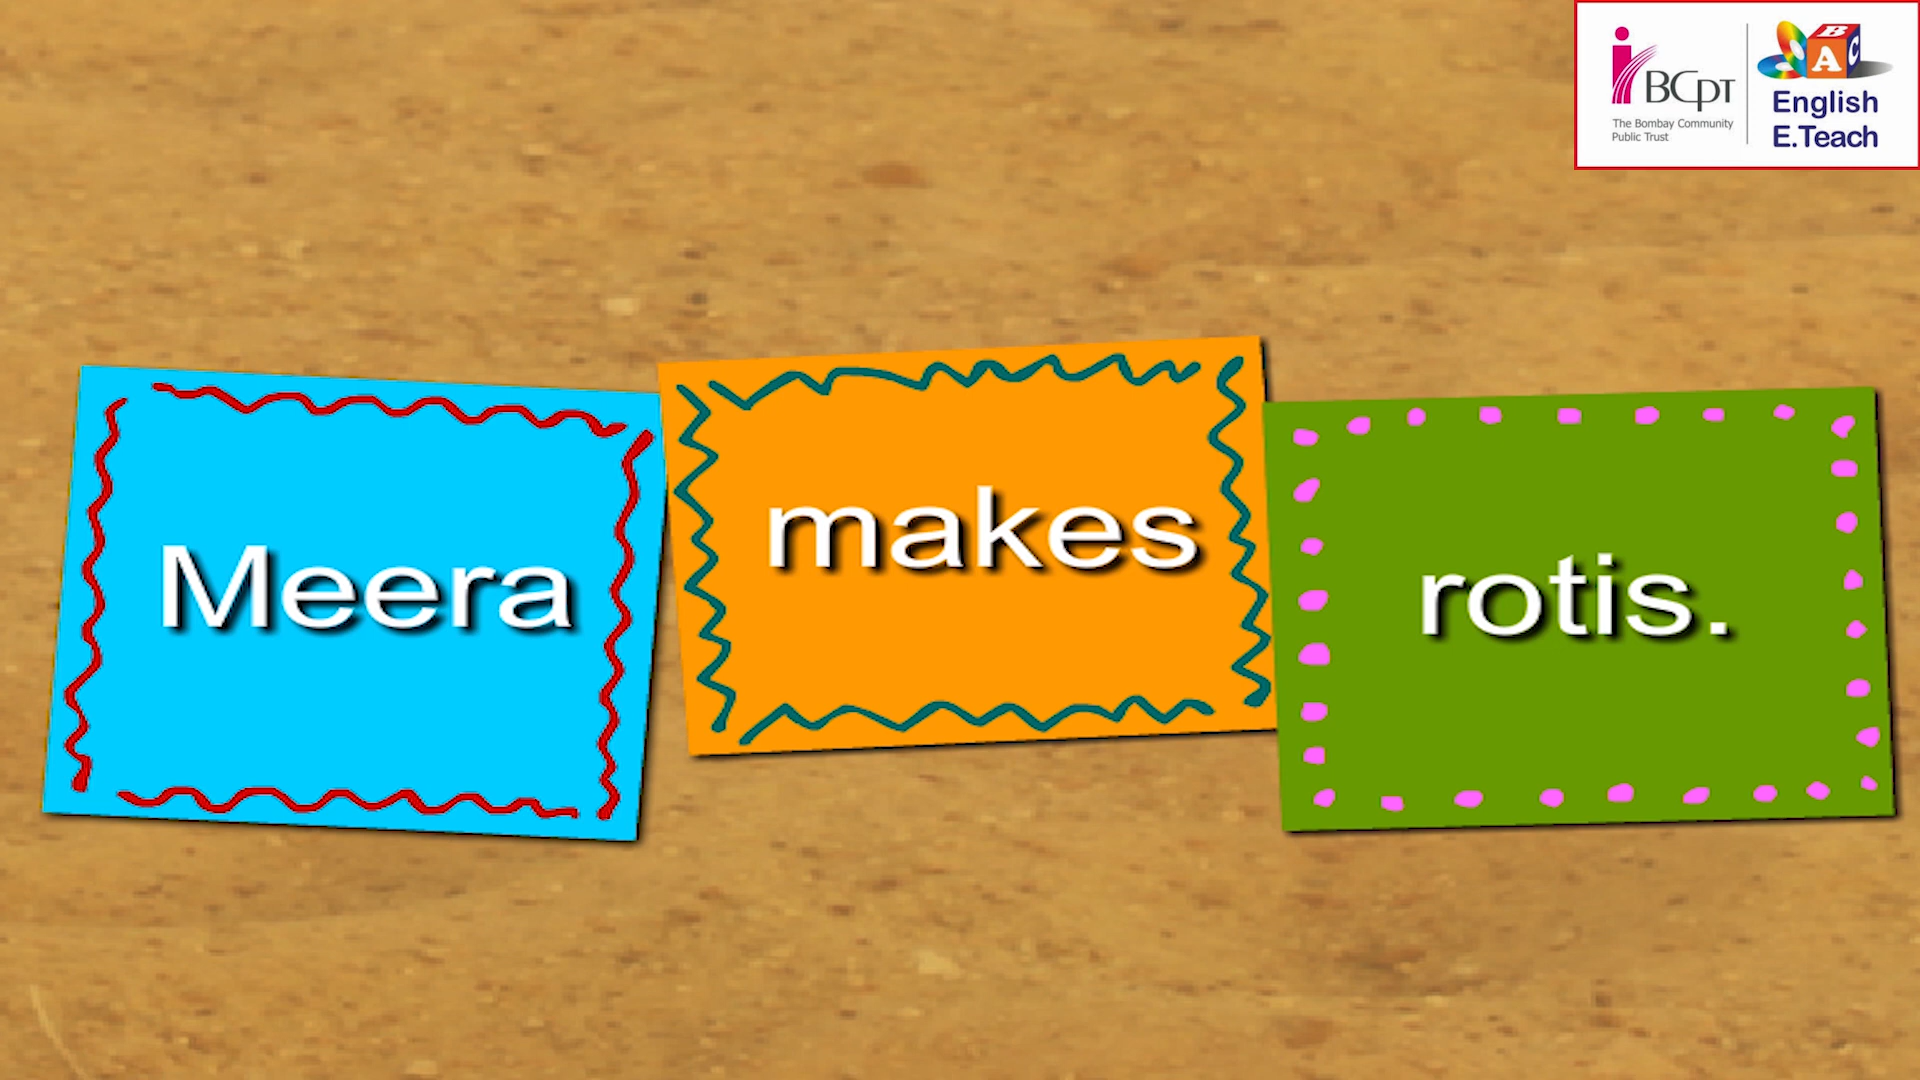 BCPT
The Bombay Community
Public Trust
B
A C
English
E.Teach
Meera makes rotis.